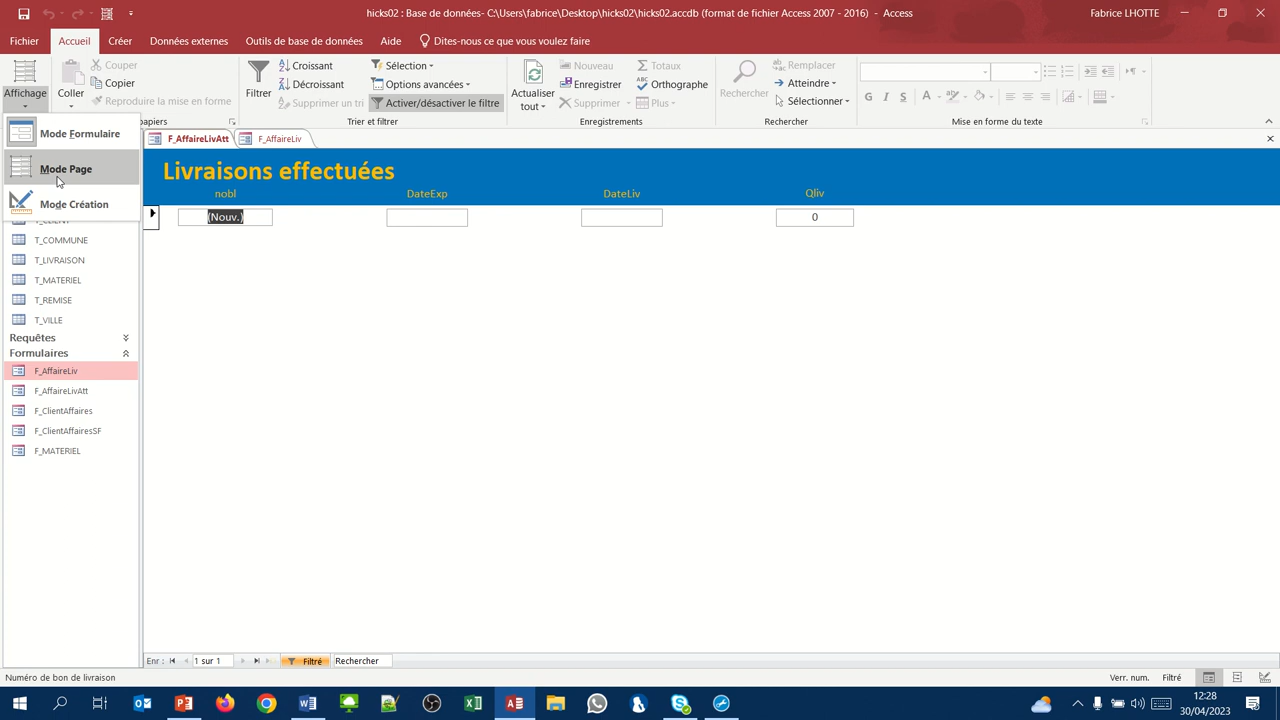 hicks02 : Base de données- C:\Users\fabrice\Desktop\hicks02\hicks02.accdb (format de fichier Access 2007 - 2016) - Access
Fabrice LHOTTE
Fichier Accueil Créer Données externes Outils de base de données Aide Dites-nous ce que vous voulez faire
Affichage
Coller
Couper
Copier
Reproduire la mise en forme
papiers
Filtrer
Croissant
Décroissant
Supprimer un tri
Sélection
Options avancées
Activer/désactiver le filtre
Trier et filtrer
Actualiser
tout
Nouveau
Enregistrer
Supprimer
Totaux
Orthographe
Plus
Enregistrements
Rechercher
Remplacer
Atteindre
Sélectionner
Rechercher
G I S A
Mise en forme du texte
Mode Formulaire
Mode Page
Mode Création
F_AffaireLivAtt F_AffaireLiv
Livraisons effectuées
nobl DateExp DateLiv Qliv
(Nouv.) 0
T_CLIENT
T_COMMUNE
T_LIVRAISON
T_MATERIEL
T_REMISE
T_VILLE
Requêtes
Formulaires
F_AffaireLiv
F_AffaireLivAtt
F_ClientAffaires
F_ClientAffairesSF
F_MATERIEL
Enr : 1 sur 1 Filtré Rechercher
Numéro de bon de livraison
Verr. num. Filtré
12:28
30/04/2023